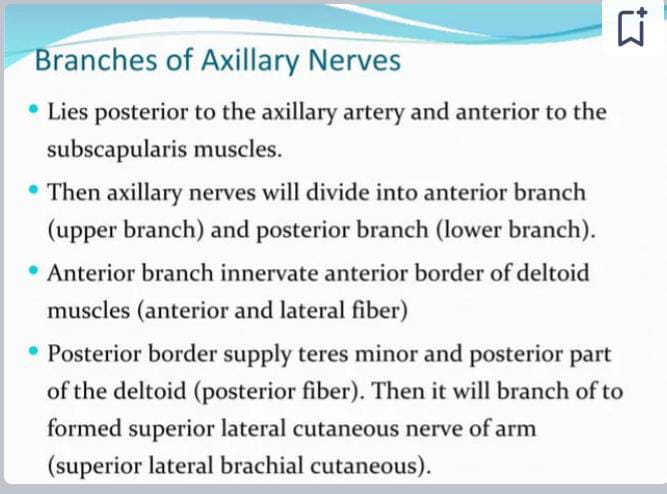 Branches of Axillary Nerves
• Lies posterior to the axillary artery and anterior to the
subscapularis muscles.
• Then axillary nerves will divide into anterior branch
(upper branch) and posterior branch (lower branch).
• Anterior branch innervate anterior border of deltoid
muscles (anterior and lateral fiber)
• Posterior border supply teres minor and posterior part
of the deltoid (posterior fiber). Then it will branch of to
formed superior lateral cutaneous nerve of arm
(superior lateral brachial cutaneous).